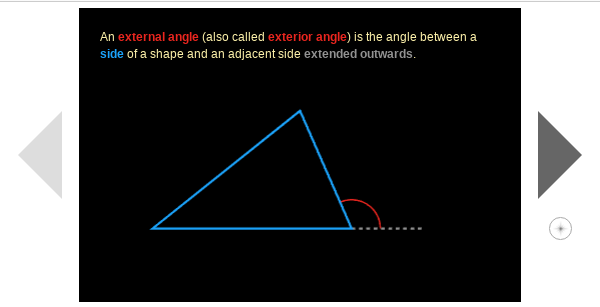 An external angle (also called exterior angle) is the angle between a
side of a shape and an adjacent side extended outwards.